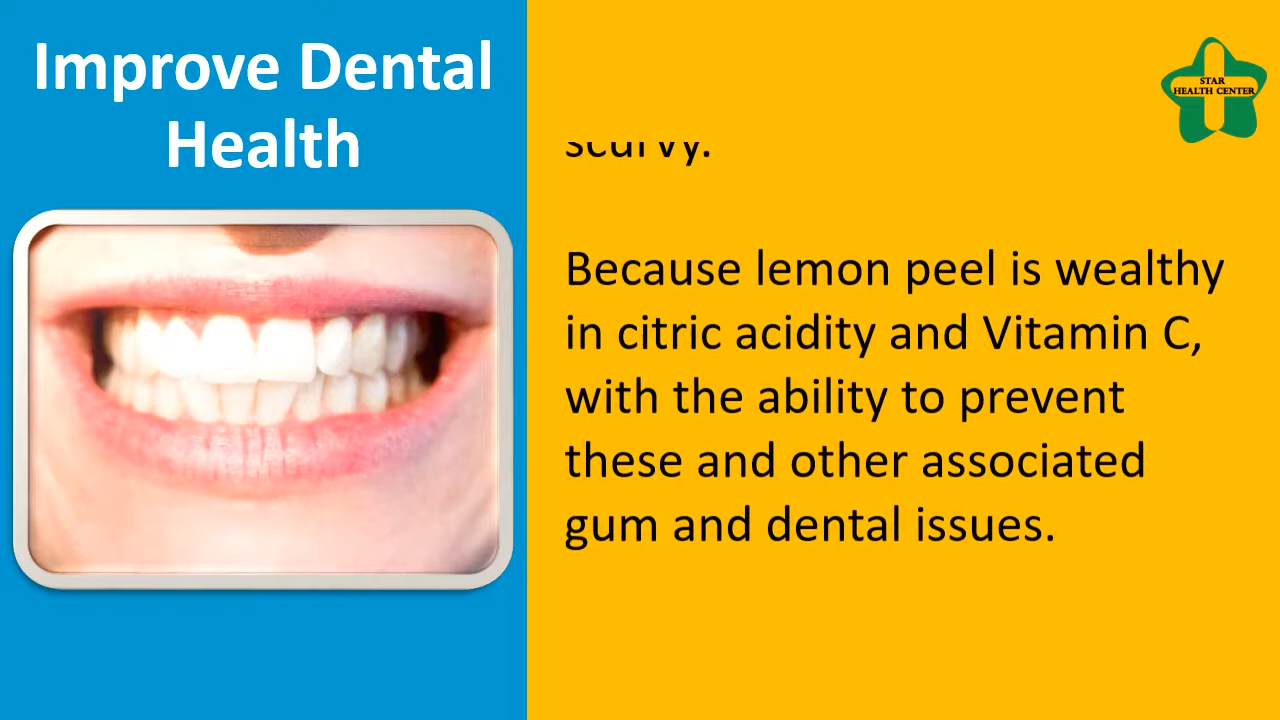 Improve Dental
Health
STAR
HEALTH CENTER
scurvy.
Because lemon peel is wealthy
in citric acidity and Vitamin C,
with the ability to prevent
these and other associated
gum and dental issues.